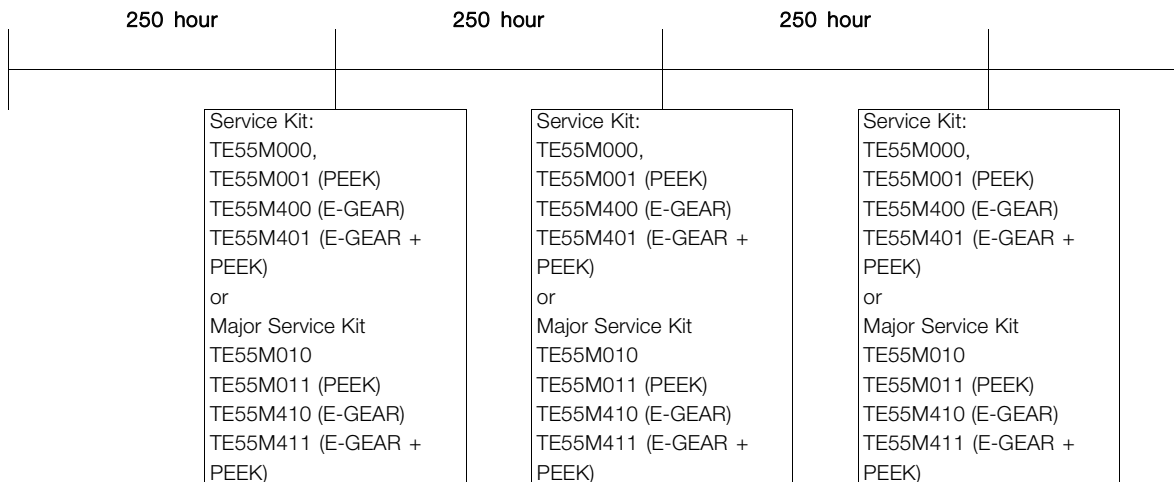 250 hour
250 hour
250 hour
Service Kit:
TE55M000,
TE55M001 (PEEK)
TE55M400 (E-GEAR)
TE55M401 (E-GEAR +
PEEK)
or
Major Service Kit
TE55M010
TE55M011 (PEEK)
TE55M410 (E-GEAR)
TE55M411 (E-GEAR +
PEEK)
Service Kit:
TE55M000,
TE55M001 (PEEK)
TE55M400 (E-GEAR)
TE55M401 (E-GEAR +
PEEK)
or
Major Service Kit
TE55M010
TE55M011 (PEEK)
TE55M410 (E-GEAR)
TE55M411 (E-GEAR +
PEEK)
Service Kit:
TE55M000,
TE55M001 (PEEK)
TE55M400 (E-GEAR)
TE55M401 (E-GEAR +
PEEK)
or
Major Service Kit
TE55M010
TE55M011 (PEEK)
TE55M410 (E-GEAR)
TE55M411 (E-GEAR +
PEEK)